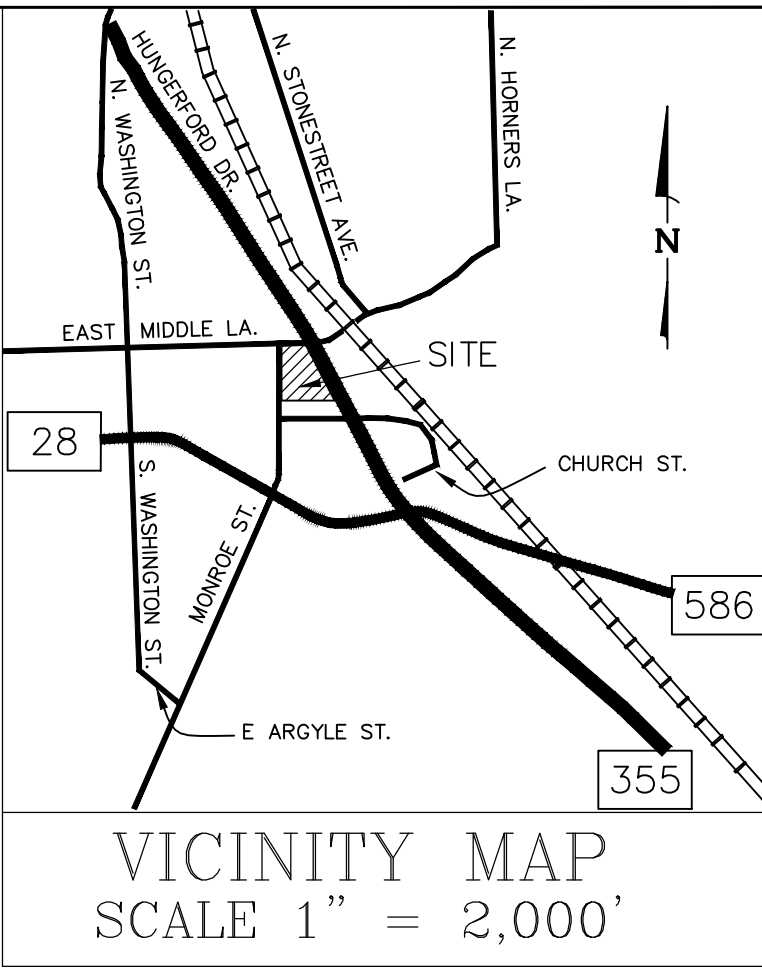 HUNGERFORD DR.
N. STONESTREET AVE.
N. HORNERS LA.
N. WASHINGTON ST.
N
EAST MIDDLE LA.
SITE
28
CHURCH ST.
S. WASHINGTON ST.
MONROE ST.
586
E ARGYLE ST.
355
VICINITY MAP
SCALE 1" = 2,000'